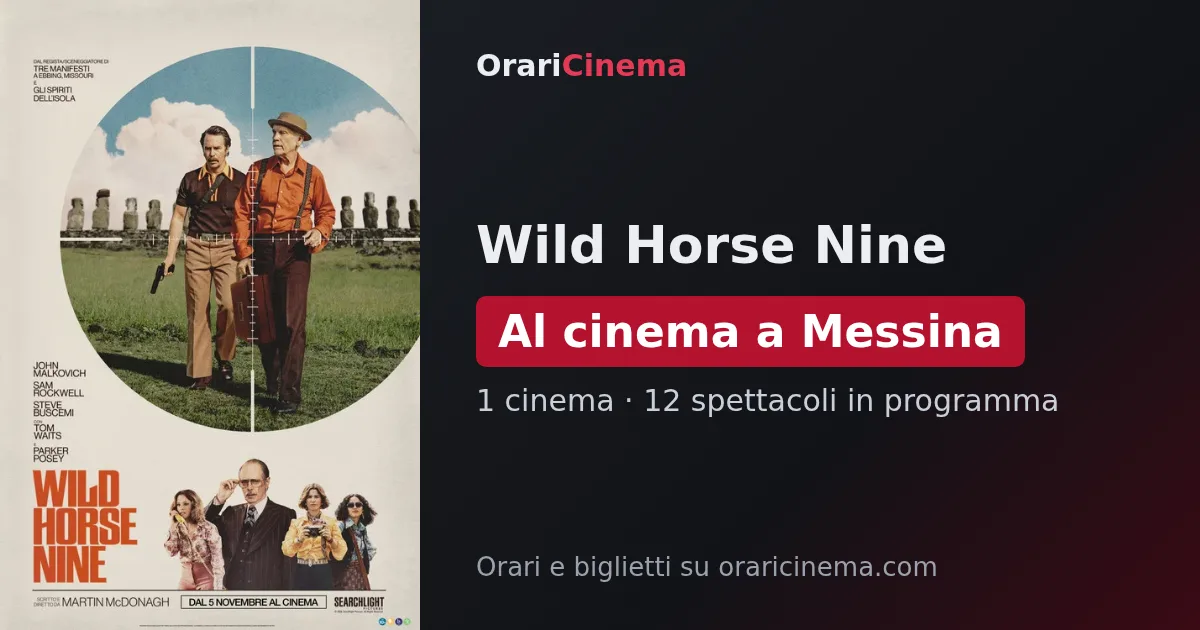 DAL REGISTA/SCENEGGIATORE DI
TRE MANIFESTI
A EBBING, MISSOURI
E
GLI SPIRITI
DELL'ISOLA
JOHN
MALKOVICH
SAM
ROCKWELL
STEVE
BUSCEMI
CON
TOM
WAITS
E
PARKER
POSEY
WILD
HORSE
NINE
SCRITTO E
DIRETTO DA MARTIN McDONAGH
DAL 5 NOVEMBRE AL CINEMA
SEARCHLIGHT
PICTURES
OrariCinema
Wild Horse Nine
Al cinema a Messina
1 cinema · 12 spettacoli in programma
Orari e biglietti su oraricinema.com